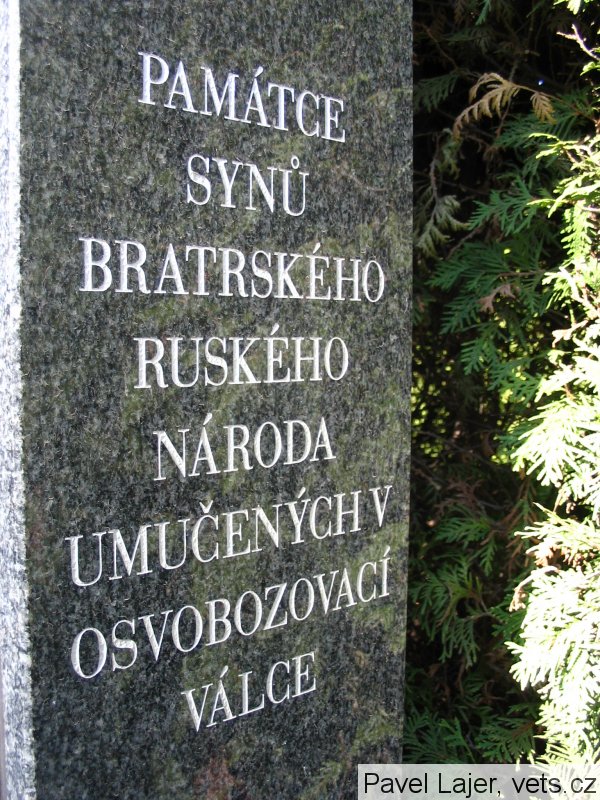 PAMÁTCE
SYNŮ
BRATRSKÉHO
RUSKÉHO
NÁRODA
UMUČENÝCH V
OSVOBOZOVACÍ
VÁLCE
Pavel Lajer, vets.cz